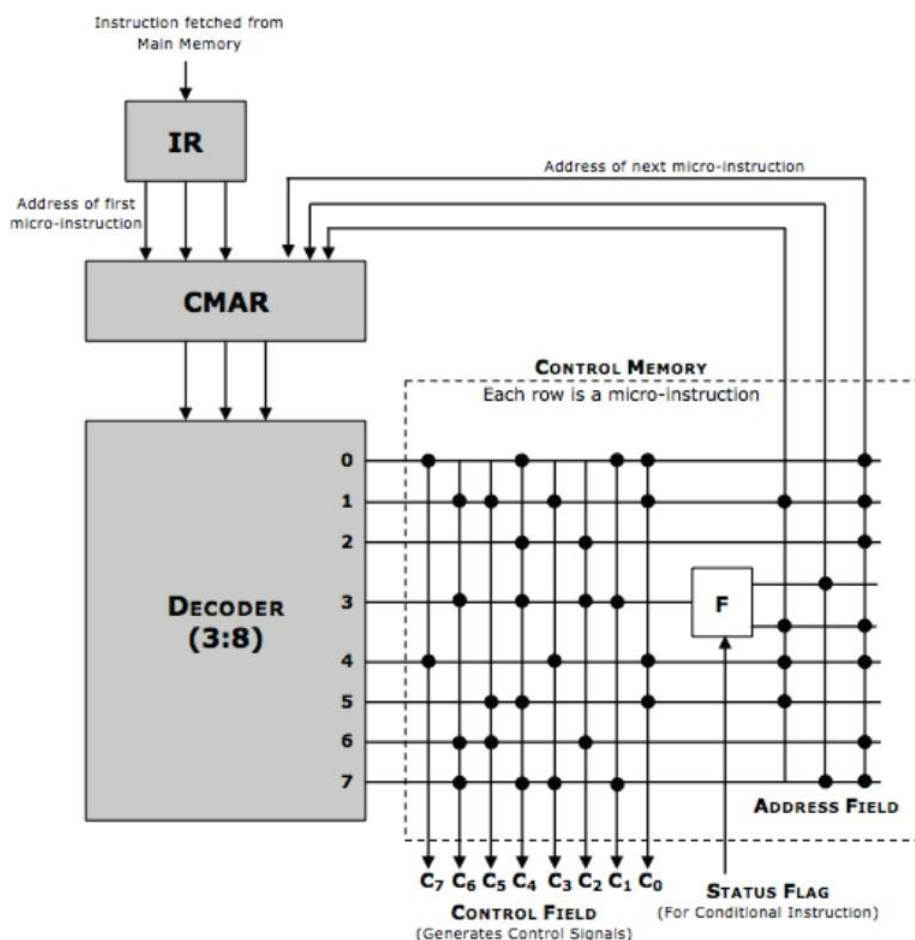 Instruction fetched from
Main Memory
IR
Address of first
micro-instruction
Address of next micro-instruction
CMAR
CONTROL MEMORY
Each row is a micro-instruction
DECODER
(3:8)
0
1
2
3
4
5
6
7
F
ADDRESS FIELD
C7 C6 C5 C4 C3 C2 C1 C0
CONTROL FIELD
(Generates Control Signals)
STATUS FLAG
(For Conditional Instruction)